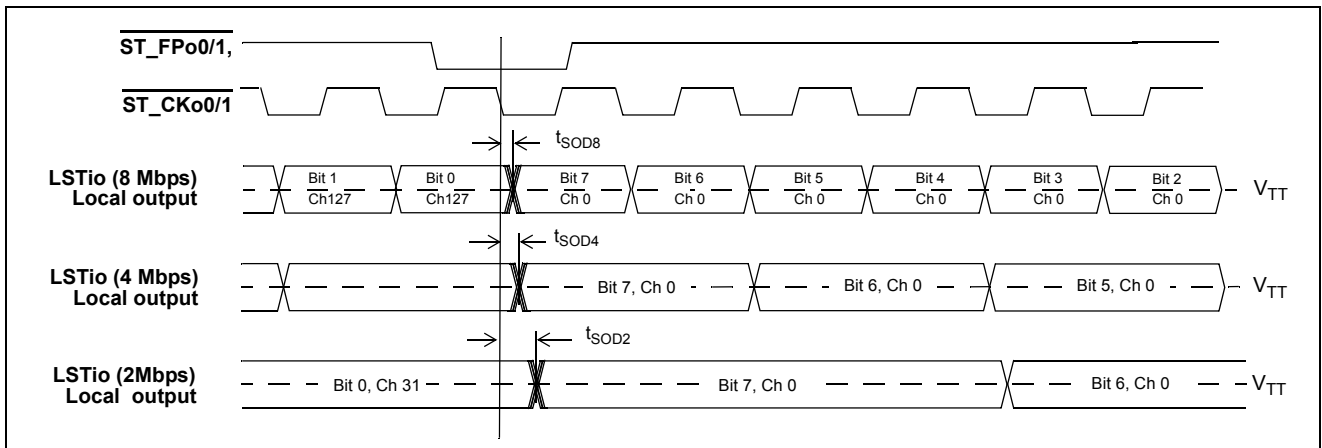 ST_FPo0/1,
ST_CKo0/1
tSOD8
LSTio (8 Mbps)
Local output
Bit 1
Ch127
Bit 0
Ch127
Bit 7
Ch 0
Bit 6
Ch 0
Bit 5
Ch 0
Bit 4
Ch 0
Bit 3
Ch 0
Bit 2
Ch 0
VTT
tSOD4
LSTio (4 Mbps)
Local output
Bit 7, Ch 0
Bit 6, Ch 0
Bit 5, Ch 0
VTT
tSOD2
LSTio (2Mbps)
Local output
Bit 0, Ch 31
Bit 7, Ch 0
Bit 6, Ch 0
VTT